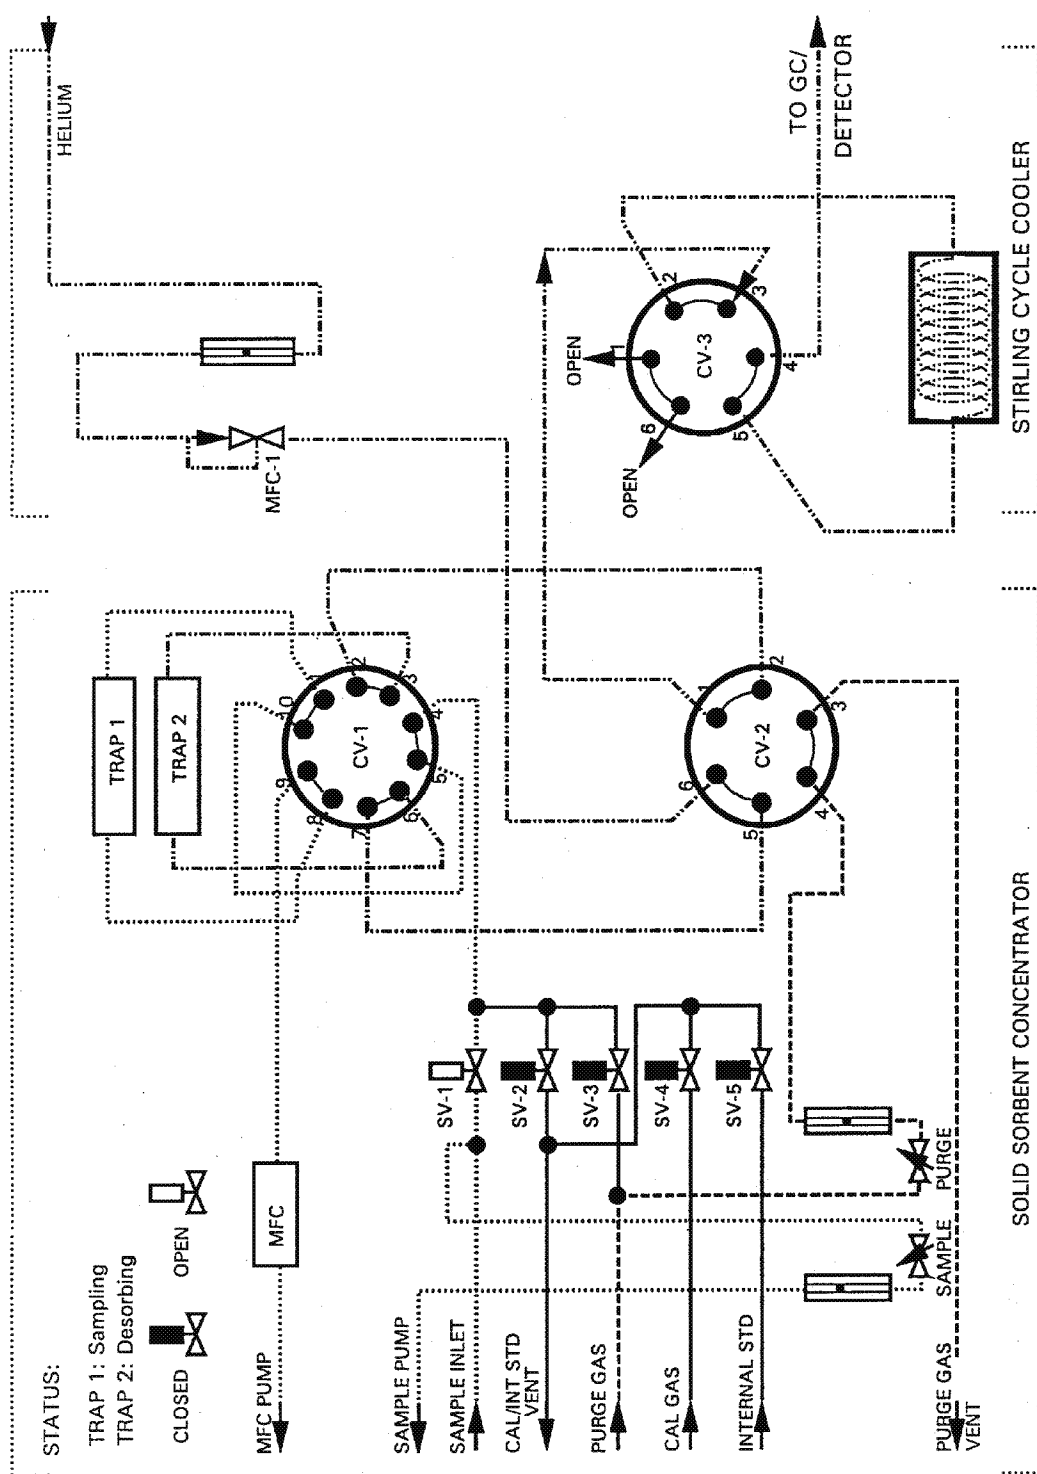 STATUS:
TRAP 1: Sampling
TRAP 2: Desorbing
CLOSED
OPEN
MFC PUMP
MFC
SAMPLE PUMP
SAMPLE INLET
CAL/INT STD
VENT
PURGE GAS
CAL GAS
INTERNAL STD
PURGE GAS
VENT
SV-1
SV-2
SV-3
SV-4
SV-5
SAMPLE
PURGE
SOLID SORBENT CONCENTRATOR
TRAP 1
TRAP 2
CV-1
1
2
3
4
5
6
7
8
9
10
CV-2
1
2
3
4
5
6
MFC-1
HELIUM
OPEN
OPEN
CV-3
1
2
3
4
5
6
TO GC/
DETECTOR
STIRLING CYCLE COOLER